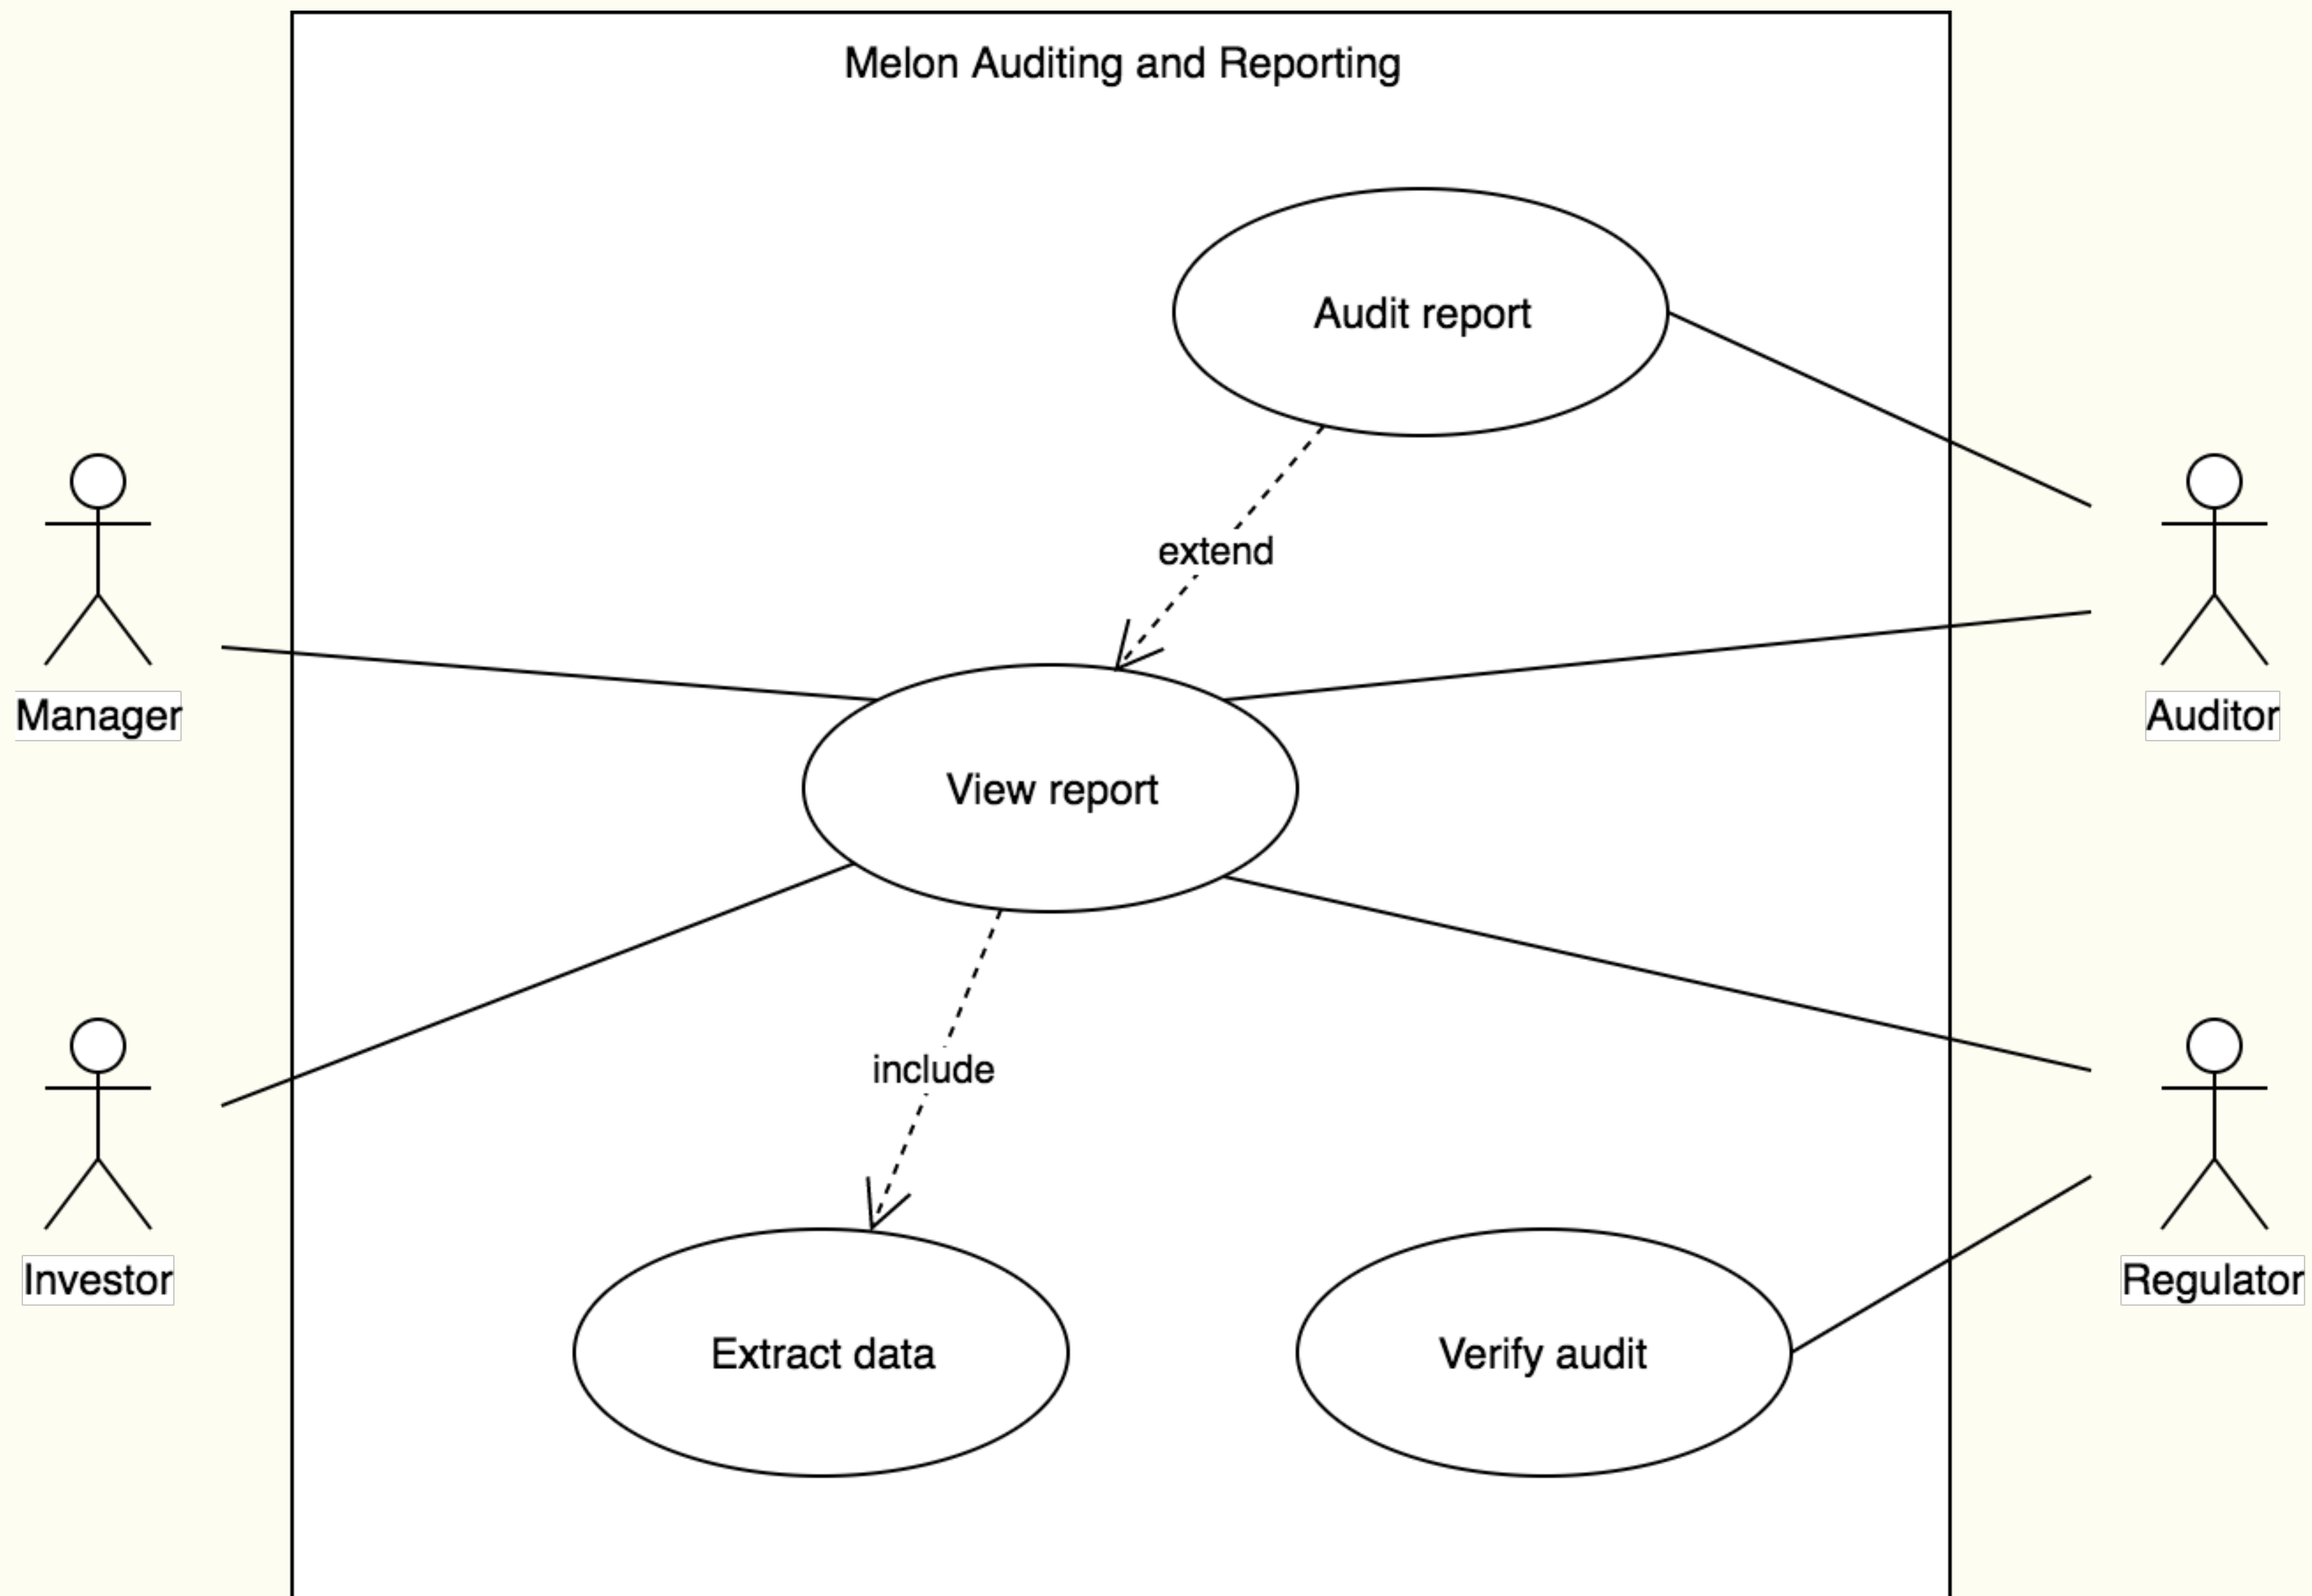 Melon Auditing and Reporting
Audit report
extend
Manager
Auditor
View report
include
Investor
Regulator
Extract data
Verify audit